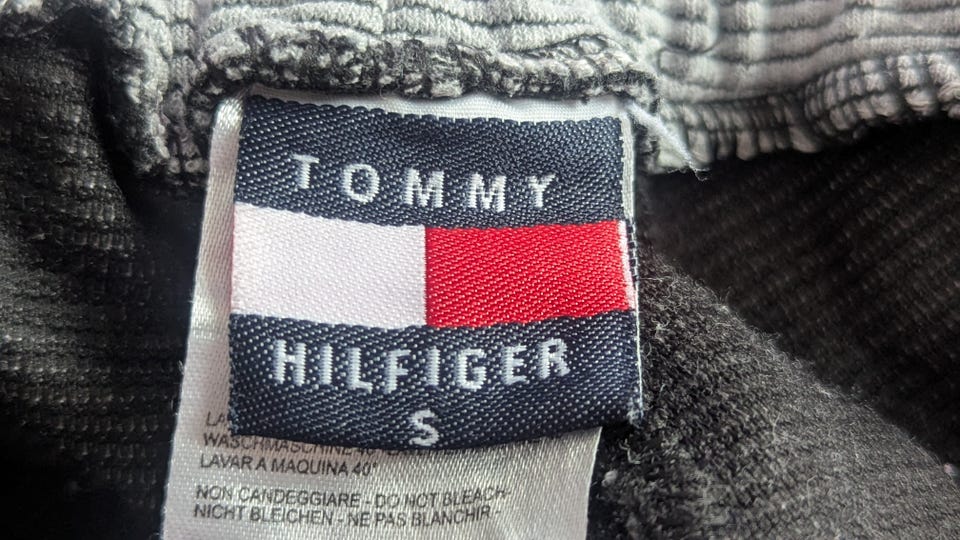 TOMMY
HILFIGER
S
WASCHMASCHINE 40°
LAVAR A MAQUINA 40°
NON CANDEGGIARE - DO NOT BLEACH-
NICHT BLEICHEN - NE PAS BLANCHIR.-